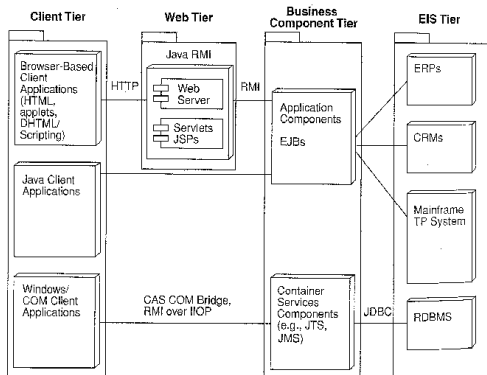 Client Tier
Web Tier
Business
Component Tier
EIS Tier
Browser-Based
Client
Applications
(HTML,
applets,
DHTML/
Scripting)
HTTP
Java RMI
Web
Server
Servlets
JSPs
RMI
Application
Components
EJBs
ERPs
CRMs
Mainframe
TP System
Java Client
Applications
Windows/
COM Client
Applications
CAS COM Bridge,
RMI over IIOP
Container
Services
Components
(e.g., JTS,
JMS)
JDBC
RDBMS